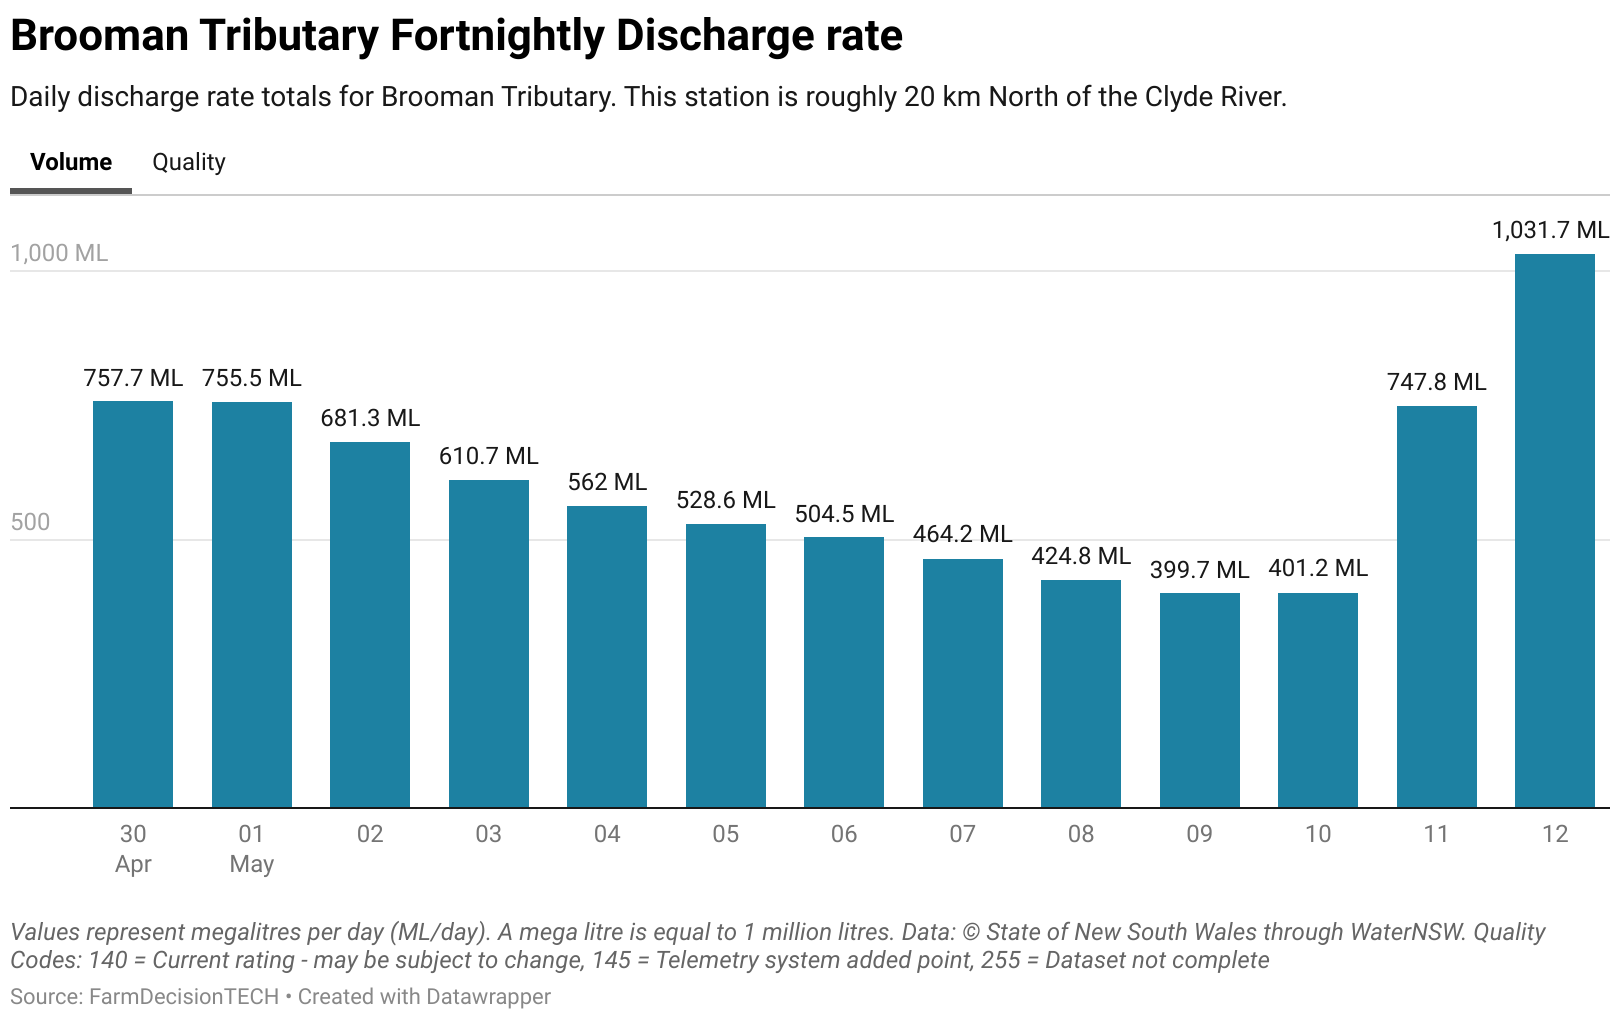 Brooman Tributary Fortnightly Discharge rate
Daily discharge rate totals for Brooman Tributary. This station is roughly 20 km North of the Clyde River.
Volume Quality
1,000 ML
500
757.7 ML
755.5 ML
681.3 ML
610.7 ML
562 ML
528.6 ML
504.5 ML
464.2 ML
424.8 ML
399.7 ML
401.2 ML
747.8 ML
1,031.7 ML
30 01 02 03 04 05 06 07 08 09 10 11 12
Apr May
Values represent megalitres per day (ML/day). A mega litre is equal to 1 million litres. Data: © State of New South Wales through WaterNSW. Quality
Codes: 140 = Current rating - may be subject to change, 145 = Telemetry system added point, 255 = Dataset not complete
Source: FarmDecisionTECH • Created with Datawrapper